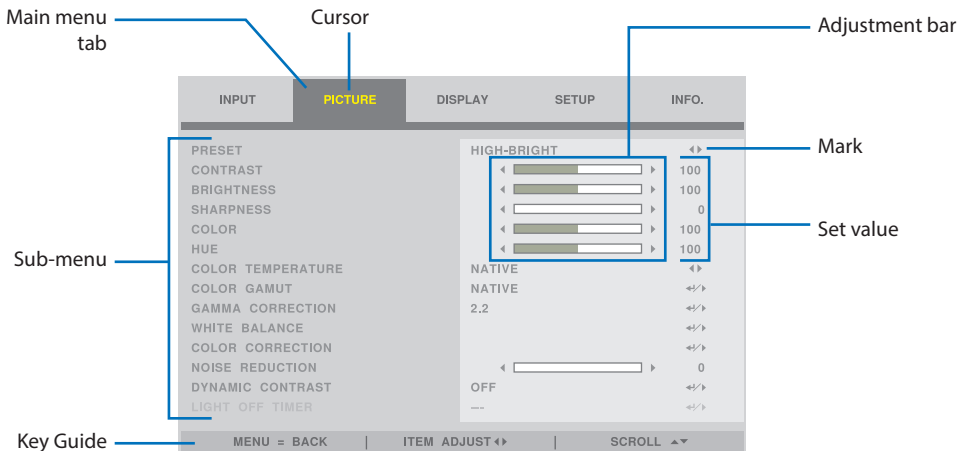 Main menu tab
Cursor
Adjustment bar
INPUT PICTURE DISPLAY SETUP INFO.
PRESET HIGH-BRIGHT
Mark
CONTRAST 100
BRIGHTNESS 100
SHARPNESS 0
COLOR 100
Set value
HUE 100
Sub-menu
COLOR TEMPERATURE NATIVE
COLOR GAMUT NATIVE
GAMMA CORRECTION 2.2
WHITE BALANCE
COLOR CORRECTION
NOISE REDUCTION 0
DYNAMIC CONTRAST OFF
LIGHT OFF TIMER ---
Key Guide
MENU = BACK | ITEM ADJUST | SCROLL